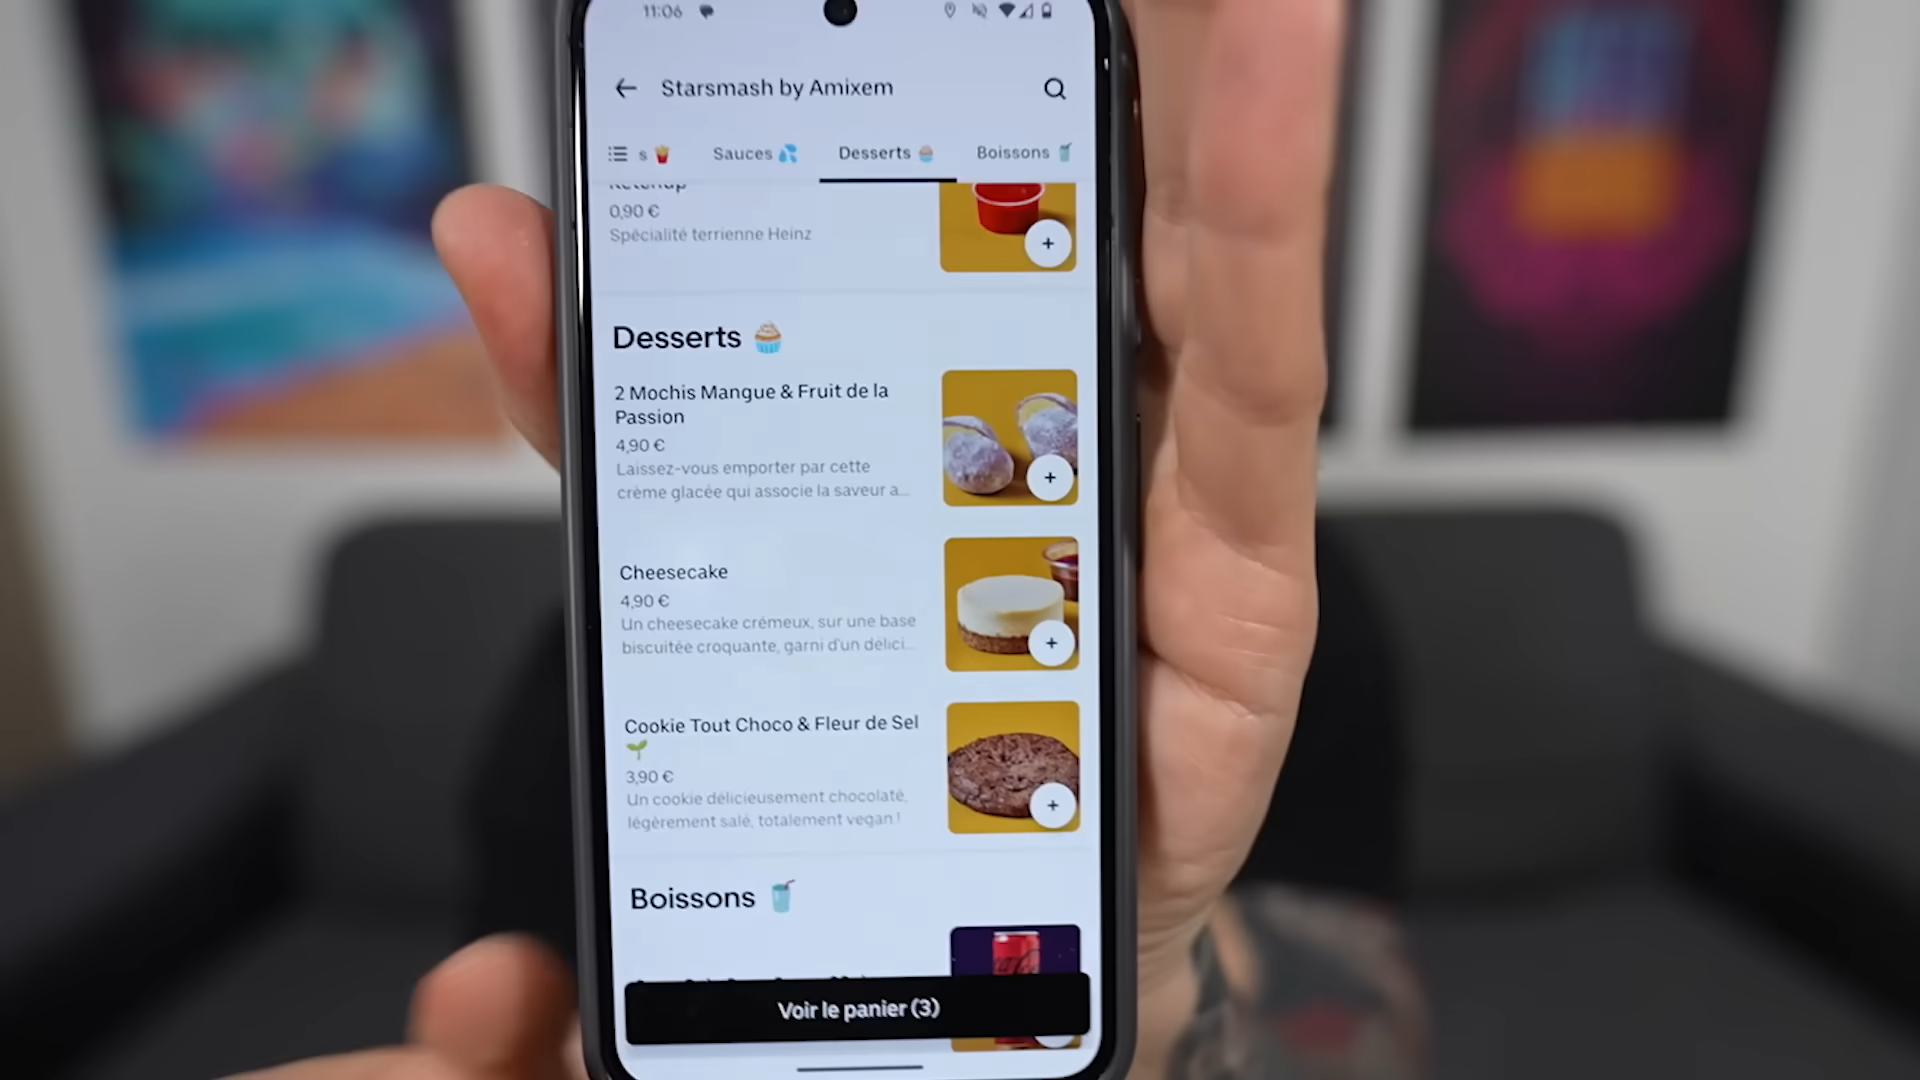 11:06
Starsmash by Amixem
s
Sauces
Desserts
Boissons
Ketchup
0,90 €
Spécialité terrienne Heinz
Desserts
2 Mochis Mangue & Fruit de la
Passion
4,90 €
Laissez-vous emporter par cette
crème glacée qui associe la saveur a...
Cheesecake
4,90 €
Un cheesecake crémeux, sur une base
biscuitée croquante, garni d'un délici...
Cookie Tout Choco & Fleur de Sel
3,90 €
Un cookie délicieusement chocolaté,
légèrement salé, totalement vegan !
Boissons
Voir le panier (3)